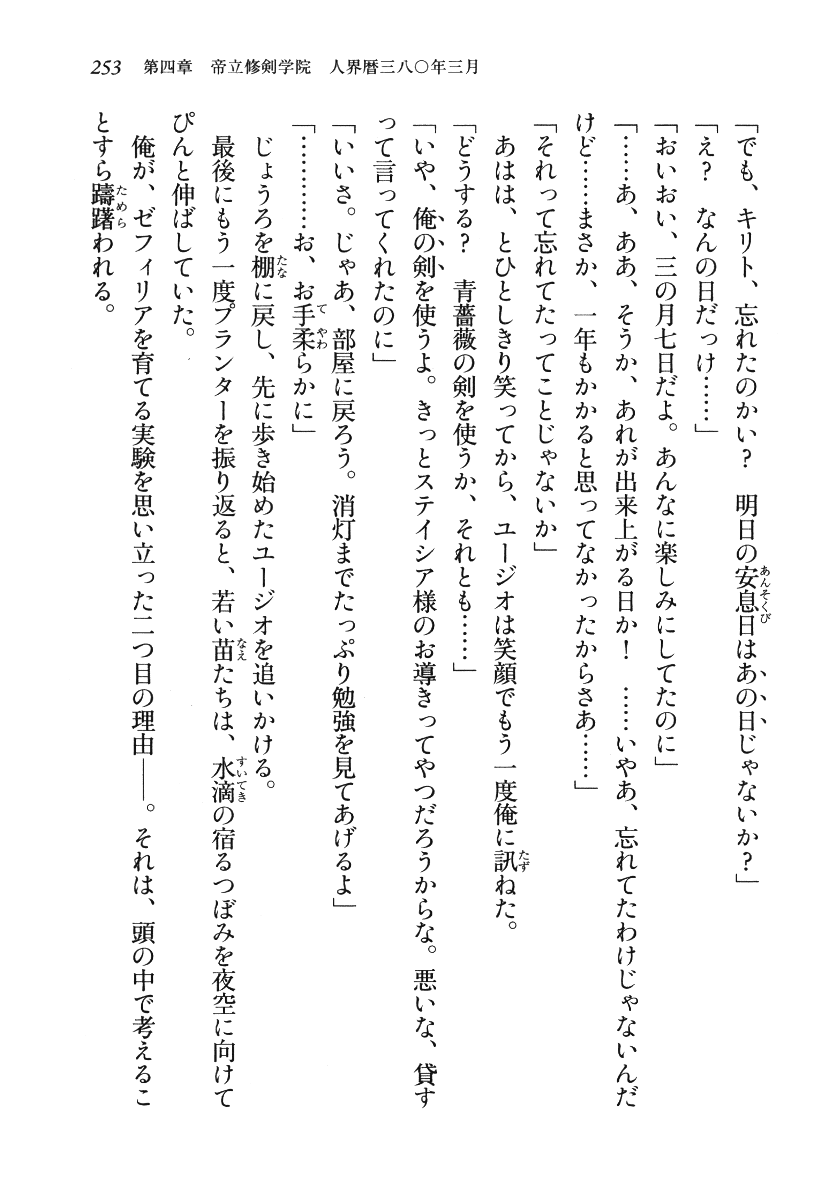 253　第四章　帝立修剣学院　人界暦三八〇年三月
「でも、キリト、忘れたのかい？　明日の安息日はあの日じゃないか？」
「え？　なんの日だっけ……」
「おいおい、三の月七日だよ。あんなに楽しみにしてたのに」
「……あ、ああ、そうか、あれが出来上がる日か！　……いやあ、忘れてたわけじゃないんだ
けど……まさか、一年もかかると思ってなかったからさあ……」
「それって忘れてたってことじゃないか」
　あはは、とひとしきり笑ってから、ユージオは笑顔でもう一度俺に訊ねた。
「どうする？　青薔薇の剣を使うか、それとも……」
「いや、俺の剣を使うよ。きっとステイシア様のお導きってやつだろうからな。悪いな、貸す
って言ってくれたのに」
「いいさ。じゃあ、部屋に戻ろう。消灯までたっぷり勉強を見てあげるよ」
「…………お、お手柔らかに」
　じょうろを棚に戻し、先に歩き始めたユージオを追いかける。
　最後にもう一度プランターを振り返ると、若い苗たちは、水滴の宿るつぼみを夜空に向けて
ぴんと伸ばしていた。
　俺が、ゼフィリアを育てる実験を思い立った二つ目の理由――。それは、頭の中で考えるこ
とすら躊躇われる。